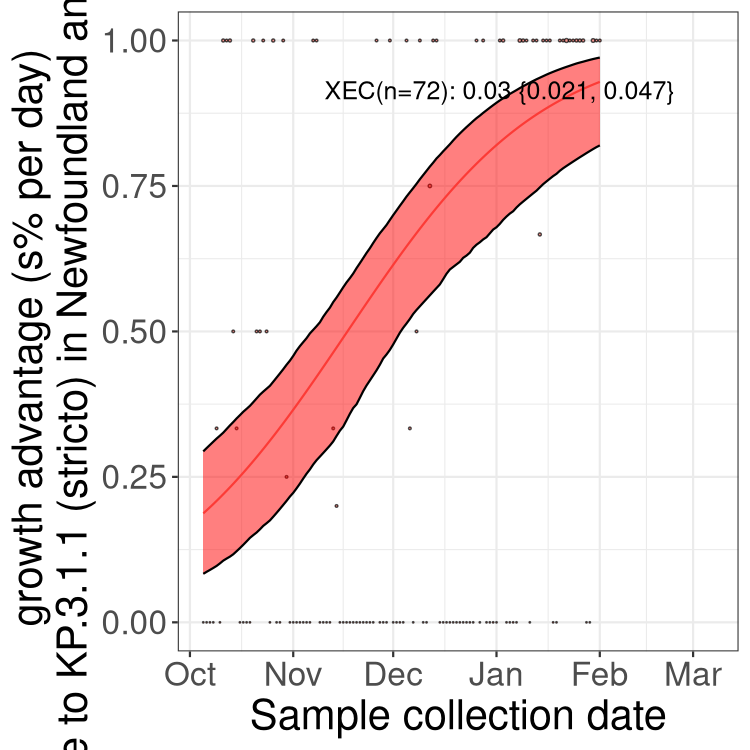 growth advantage (s% per day)
to KP.3.1.1 (stricto) in Newfoundland
1.00
0.75
0.50
0.25
0.00
XEC(n=72): 0.03 {0.021, 0.047}
Oct Nov Dec Jan Feb Mar
Sample collection date